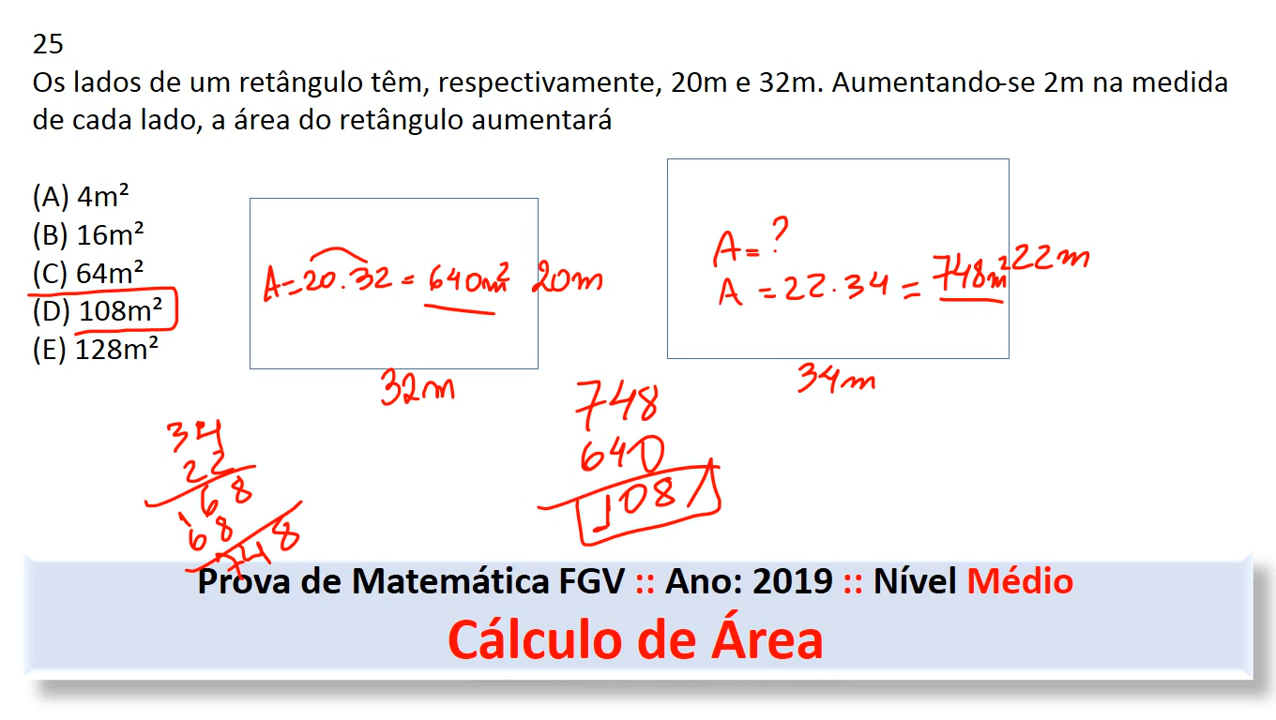 25
Os lados de um retângulo têm, respectivamente, 20m e 32m. Aumentando-se 2m na medida
de cada lado, a área do retângulo aumentará
(A) 4m²
(B) 16m²
(C) 64m²
(D) 108m²
(E) 128m²
A=20.32 = 640m²
20m
32m
A=?
A = 22.34 = 748m²
22m
34m
34
22
68
1
68
748
748
640
108
Prova de Matemática FGV :: Ano: 2019 :: Nível Médio
Cálculo de Área